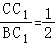 CC₁/BC₁ = 1/2